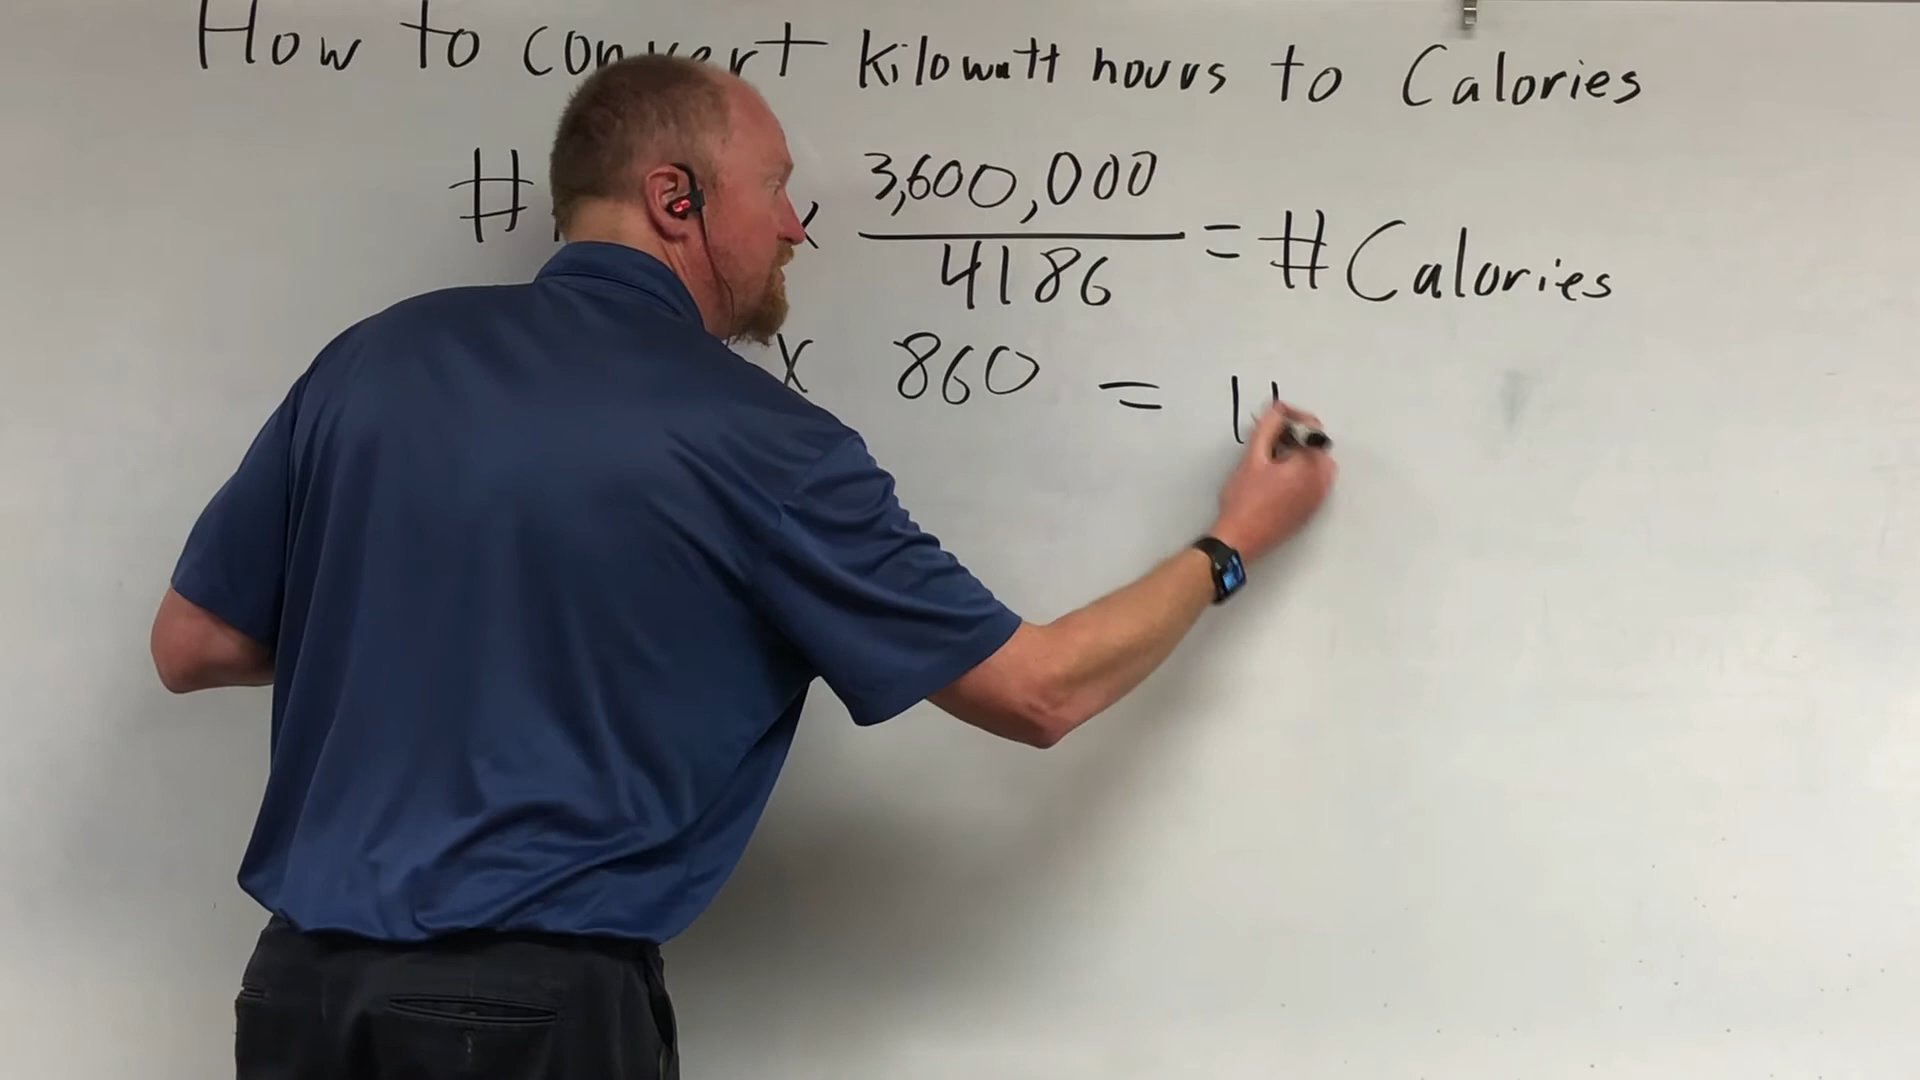 How to convert kilowatt hours to Calories
# x 3,600,000 / 4186 = # Calories
x 860 =